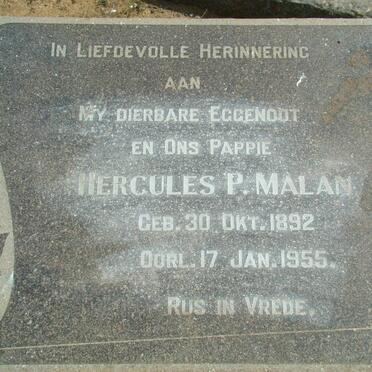 In Liefdevolle Herinnering
aan
My dierbare Eggenoot
en Ons Pappie
Hercules P. Malan
Geb. 30 Okt. 1892
Oorl. 17 Jan. 1955.
Rus in Vrede.